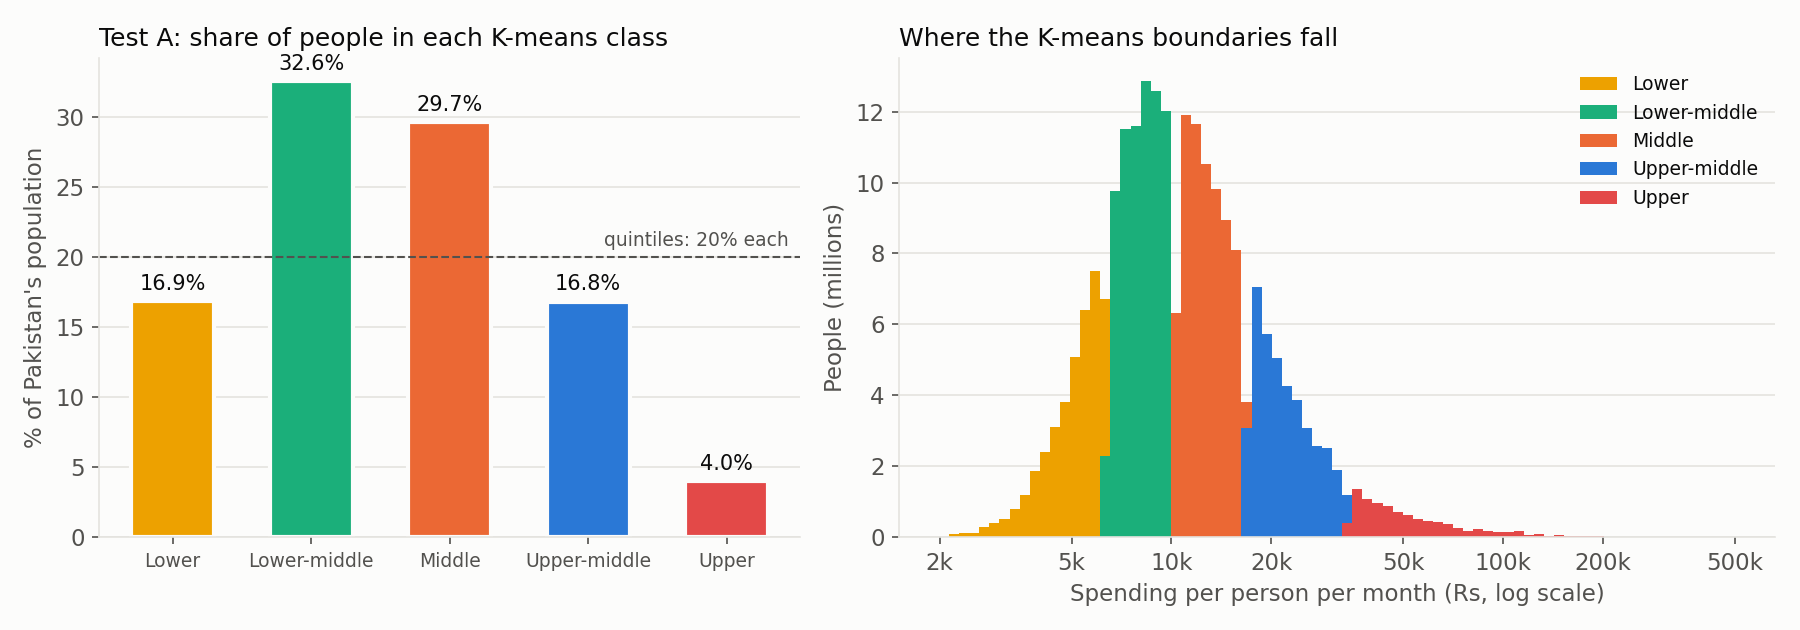 Test A: share of people in each K-means class
% of Pakistan's population
30
25
20
15
10
5
0
32.6%
29.7%
quintiles: 20% each
16.9%
16.8%
4.0%
Lower
Lower-middle
Middle
Upper-middle
Upper
Where the K-means boundaries fall
People (millions)
12
10
8
6
4
2
0
Lower
Lower-middle
Middle
Upper-middle
Upper
2k
5k
10k
20k
50k
100k
200k
500k
Spending per person per month (Rs, log scale)